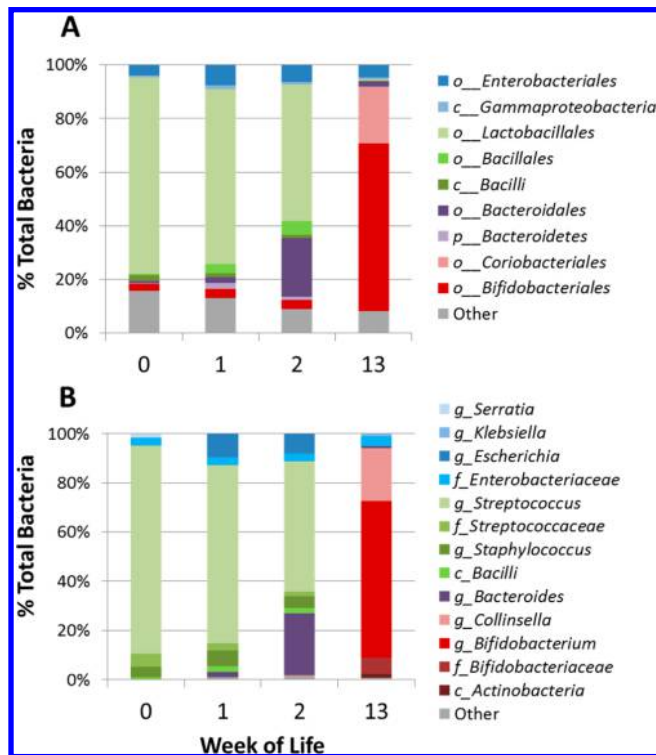 A
100%
80%
60%
40%
20%
0%
% Total Bacteria
0 1 2 13
o__Enterobacteriales
c__Gammaproteobacteria
o__Lactobacillales
o__Bacillales
c__Bacilli
o__Bacteroidales
p__Bacteroidetes
o__Coriobacteriales
o__Bifidobacteriales
Other
B
100%
80%
60%
40%
20%
0%
% Total Bacteria
0 1 2 13
Week of Life
g_Serratia
g_Klebsiella
g_Escherichia
f_Enterobacteriaceae
g_Streptococcus
f_Streptococcaceae
g_Staphylococcus
c_Bacilli
g_Bacteroides
g_Collinsella
g_Bifidobacterium
f_Bifidobacteriaceae
c_Actinobacteria
Other